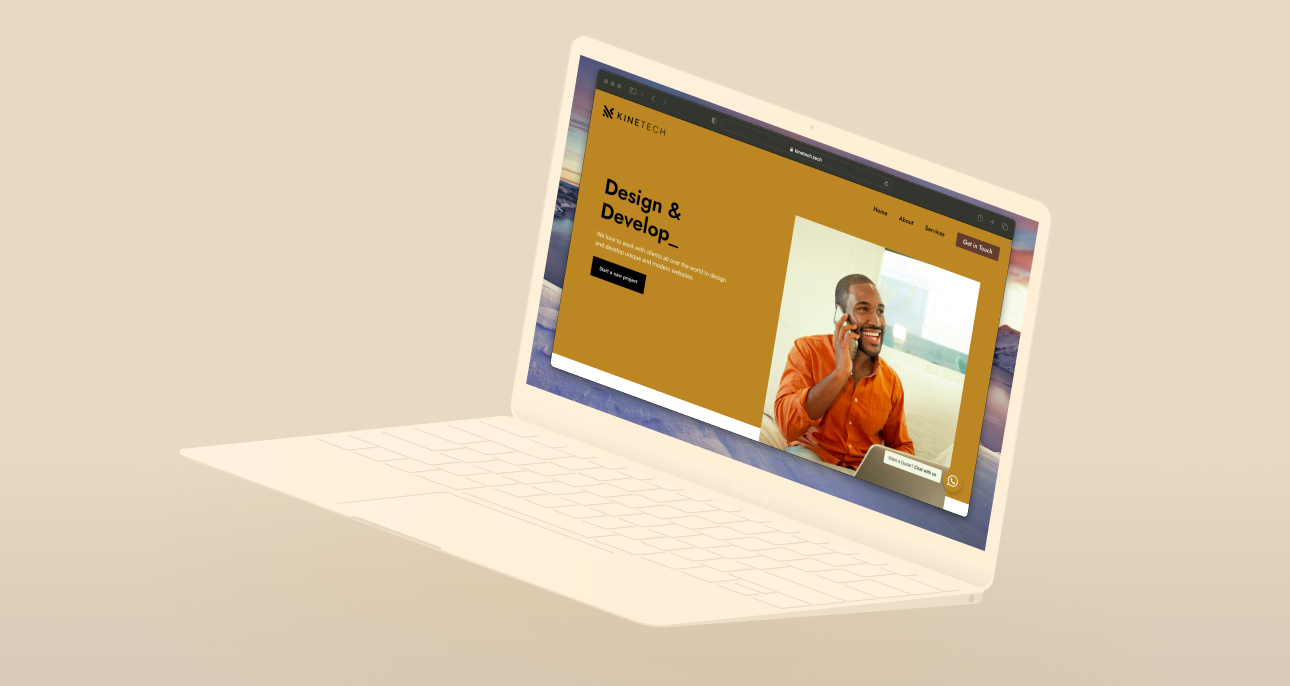 kinetech.tech
KINETECH
Home
About
Services
Get in Touch
Design &
Develop_
We love to work with clients all over the world to design
and develop unique and modern websites
Start a new project
Want a Quote? Chat with us